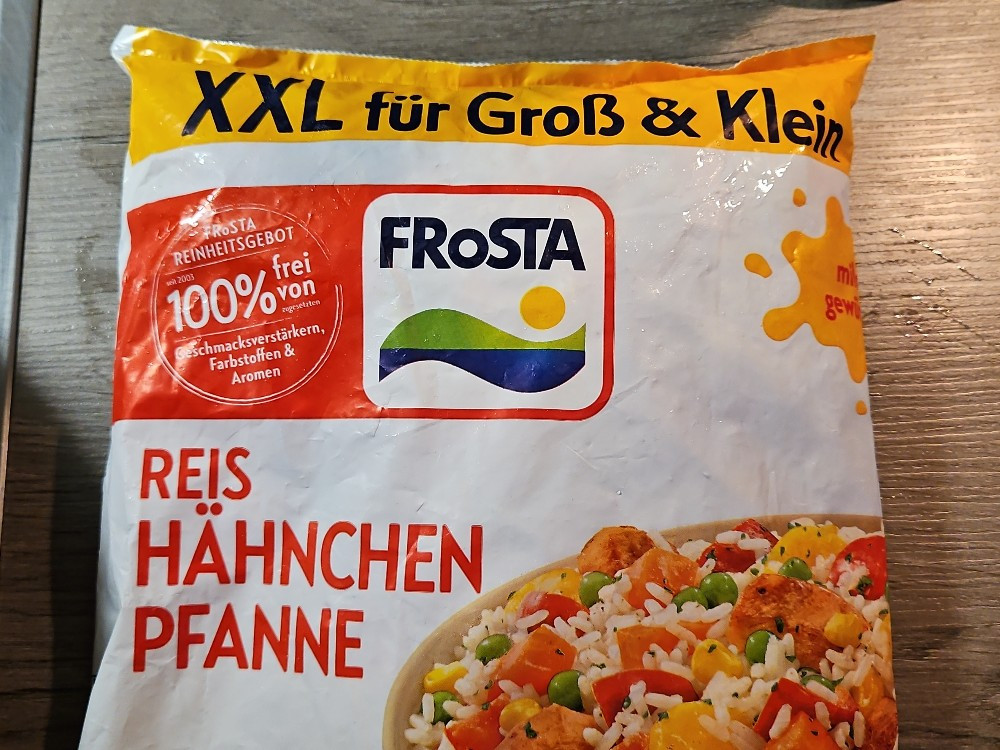 XXL für Groß & Klein
FRoSTA
REINHEITSGEBOT
seit 2003
100% frei von
zugesetzten
Geschmacksverstärkern,
Farbstoffen &
Aromen
FRoSTA
REIS
HÄHNCHEN
PFANNE